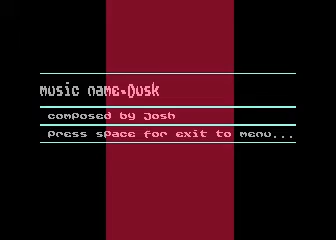 music name.Dusk
composed by Josh
press space for exit to menu...